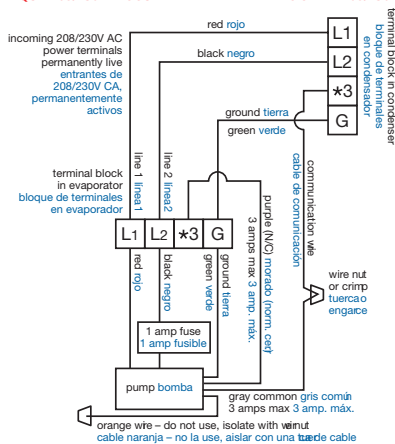 red rojo
L1
incoming 208/230V AC
power terminals
permanently live
entrantes de
208/230V CA,
permanentemente
activos
black negro
L2
*3
G
terminal block in condenser
bloque de terminales
en condensador
ground tierra
green verde
line 1 linea1
line 2 linea2
communication wire
cable de comunicación
terminal block
in evaporator
bloque de terminales
en evaporador
purple (N/C) morado (norm. cerr)
3 amps max 3 amp. máx.
L1
L2
*3
G
red rojo
black negro
green verde
ground tierra
wire nut
or crimp
tuerca o
engarce
1 amp fuse
1 amp fusible
pump bomba
gray common gris común
3 amps max 3 amp. máx.
orange wire – do not use, isolate with wirenut
cable naranja – no la use, aislar con una tuerca de cable